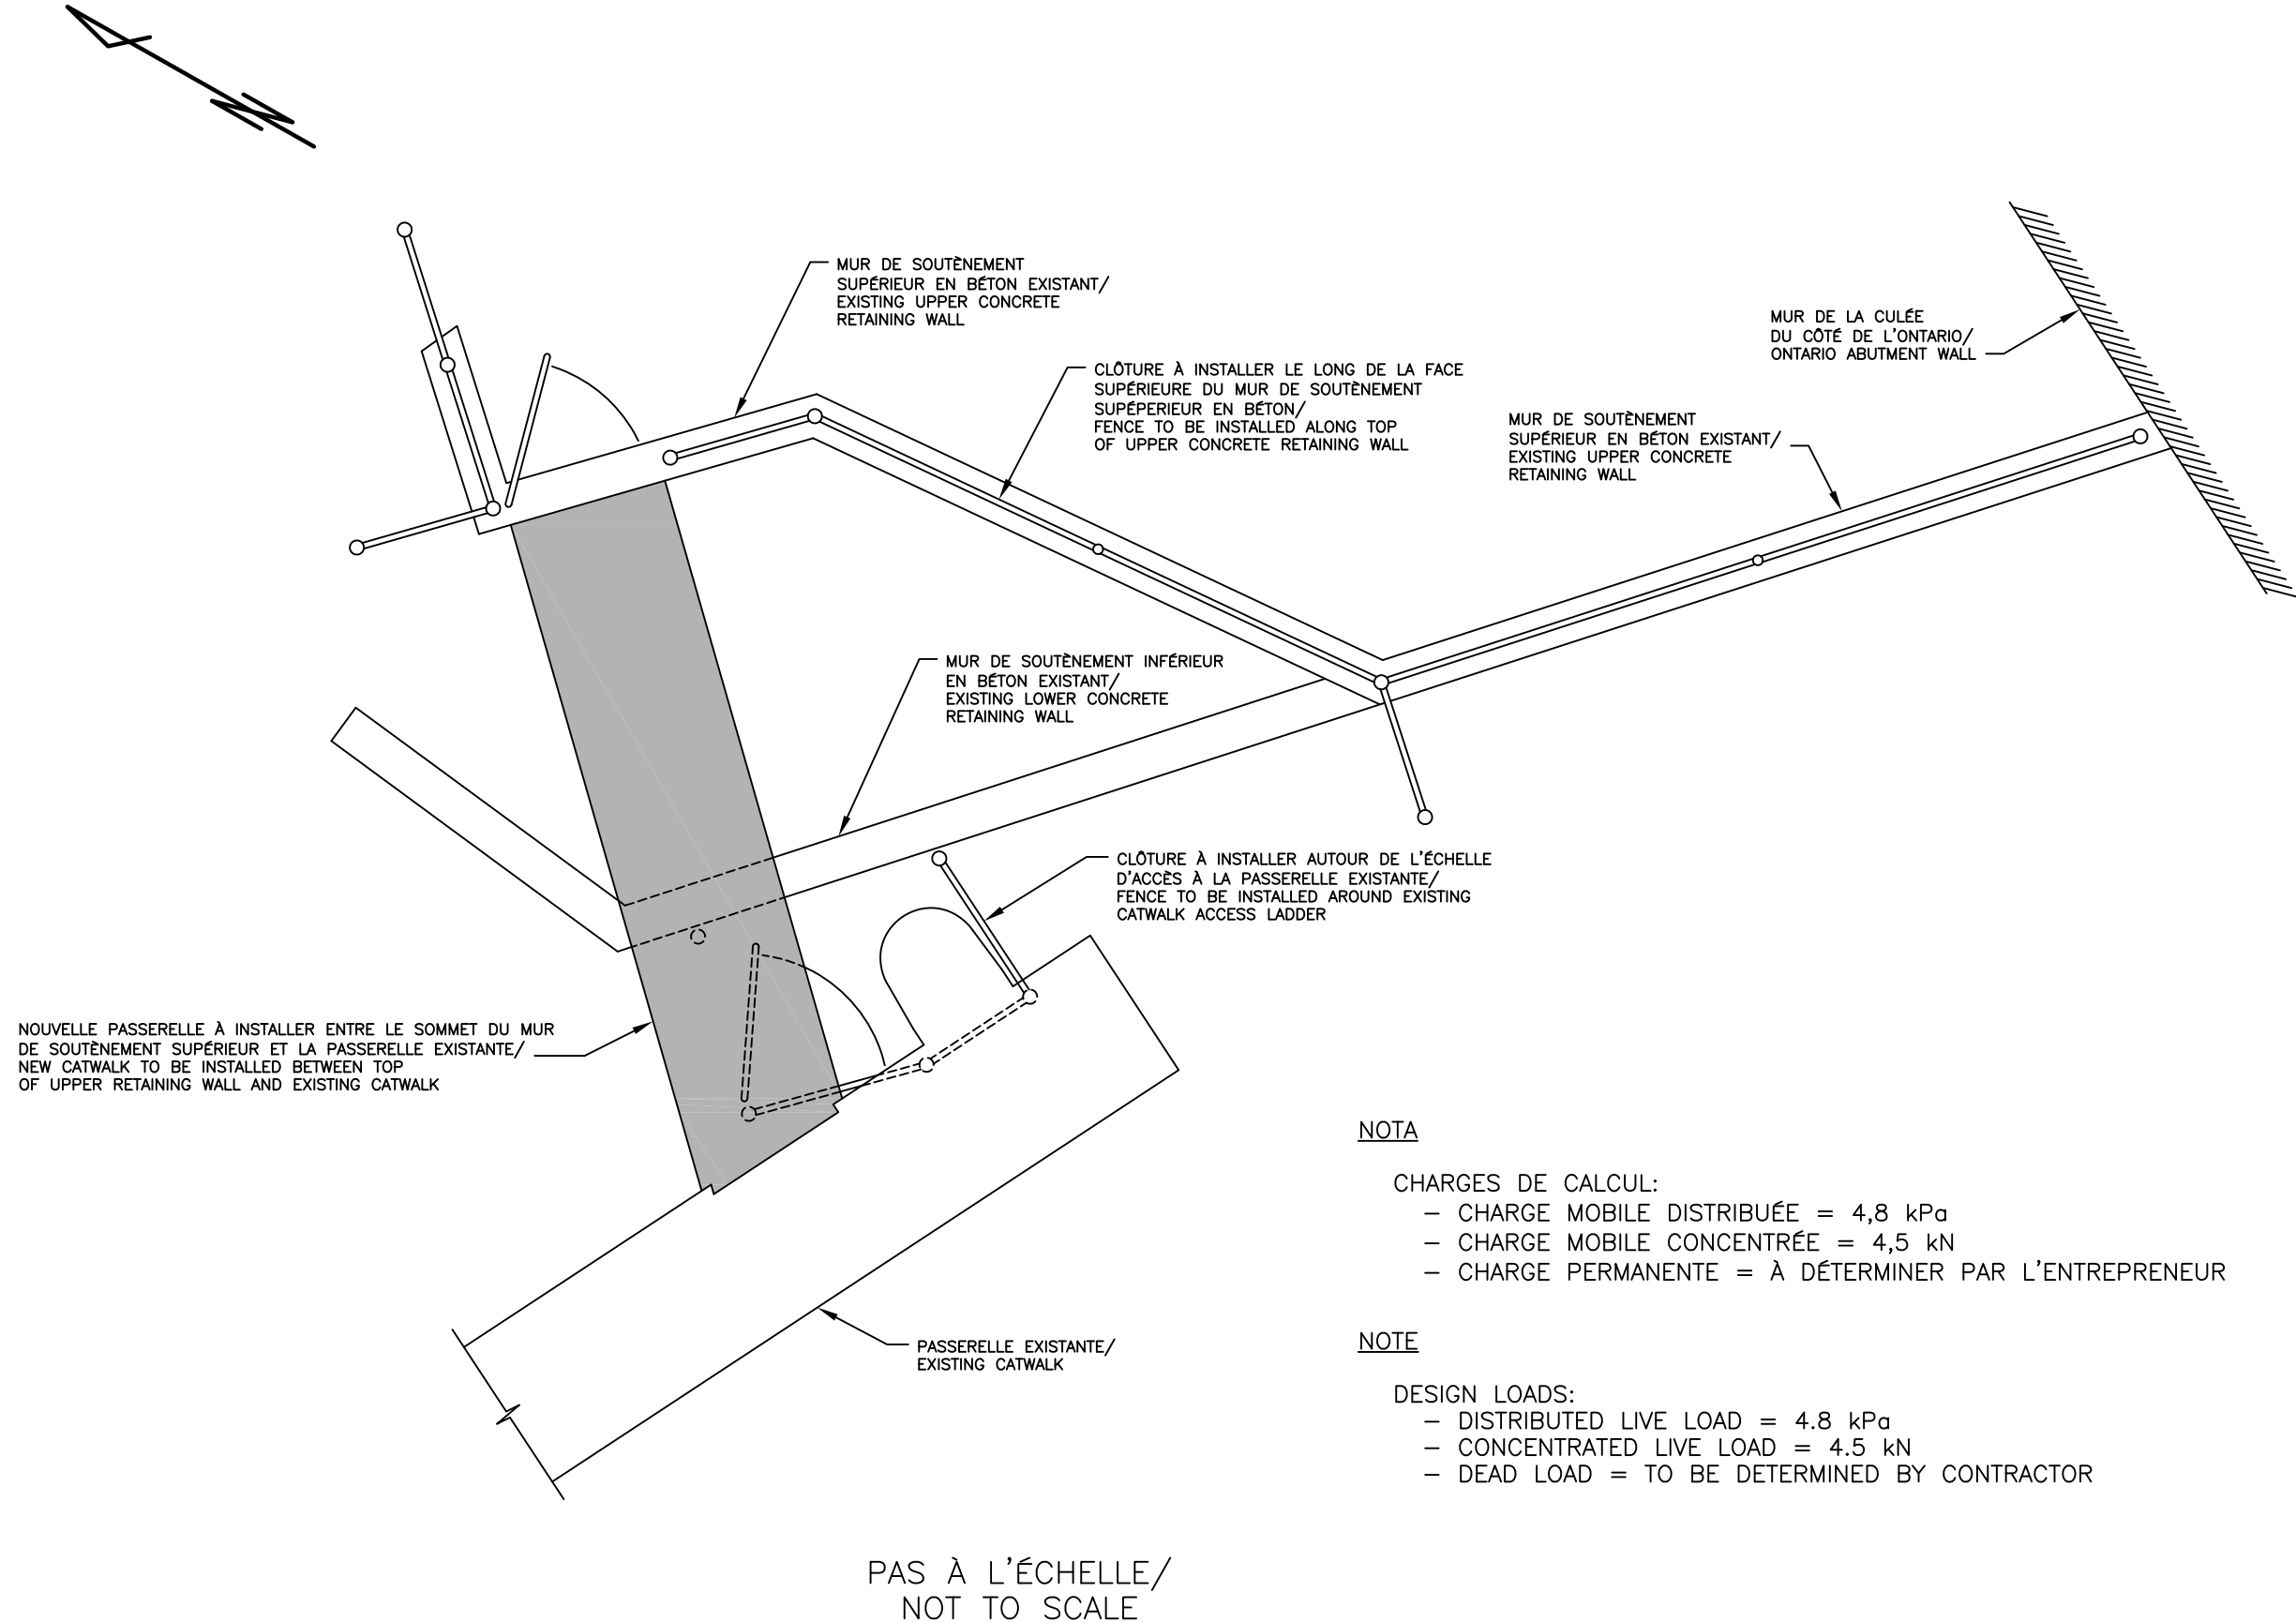 MUR DE SOUTÈNEMENT
SUPÉRIEUR EN BÉTON EXISTANT/
EXISTING UPPER CONCRETE
RETAINING WALL
MUR DE LA CULÉE
DU CÔTÉ DE L'ONTARIO/
ONTARIO ABUTMENT WALL
CLÔTURE À INSTALLER LE LONG DE LA FACE
SUPÉRIEURE DU MUR DE SOUTÈNEMENT
SUPÉPERIEUR EN BÉTON/
FENCE TO BE INSTALLED ALONG TOP
OF UPPER CONCRETE RETAINING WALL
MUR DE SOUTÈNEMENT
SUPÉRIEUR EN BÉTON EXISTANT/
EXISTING UPPER CONCRETE
RETAINING WALL
MUR DE SOUTÈNEMENT INFÉRIEUR
EN BÉTON EXISTANT/
EXISTING LOWER CONCRETE
RETAINING WALL
CLÔTURE À INSTALLER AUTOUR DE L'ÉCHELLE
D'ACCÈS À LA PASSERELLE EXISTANTE/
FENCE TO BE INSTALLED AROUND EXISTING
CATWALK ACCESS LADDER
NOUVELLE PASSERELLE À INSTALLER ENTRE LE SOMMET DU MUR
DE SOUTÈNEMENT SUPÉRIEUR ET LA PASSERELLE EXISTANTE/
NEW CATWALK TO BE INSTALLED BETWEEN TOP
OF UPPER RETAINING WALL AND EXISTING CATWALK
PASSERELLE EXISTANTE/
EXISTING CATWALK
NOTA
CHARGES DE CALCUL:
– CHARGE MOBILE DISTRIBUÉE = 4,8 kPa
– CHARGE MOBILE CONCENTRÉE = 4,5 kN
– CHARGE PERMANENTE = À DÉTERMINER PAR L'ENTREPRENEUR
NOTE
DESIGN LOADS:
– DISTRIBUTED LIVE LOAD = 4.8 kPa
– CONCENTRATED LIVE LOAD = 4.5 kN
– DEAD LOAD = TO BE DETERMINED BY CONTRACTOR
PAS À L'ÉCHELLE/
NOT TO SCALE